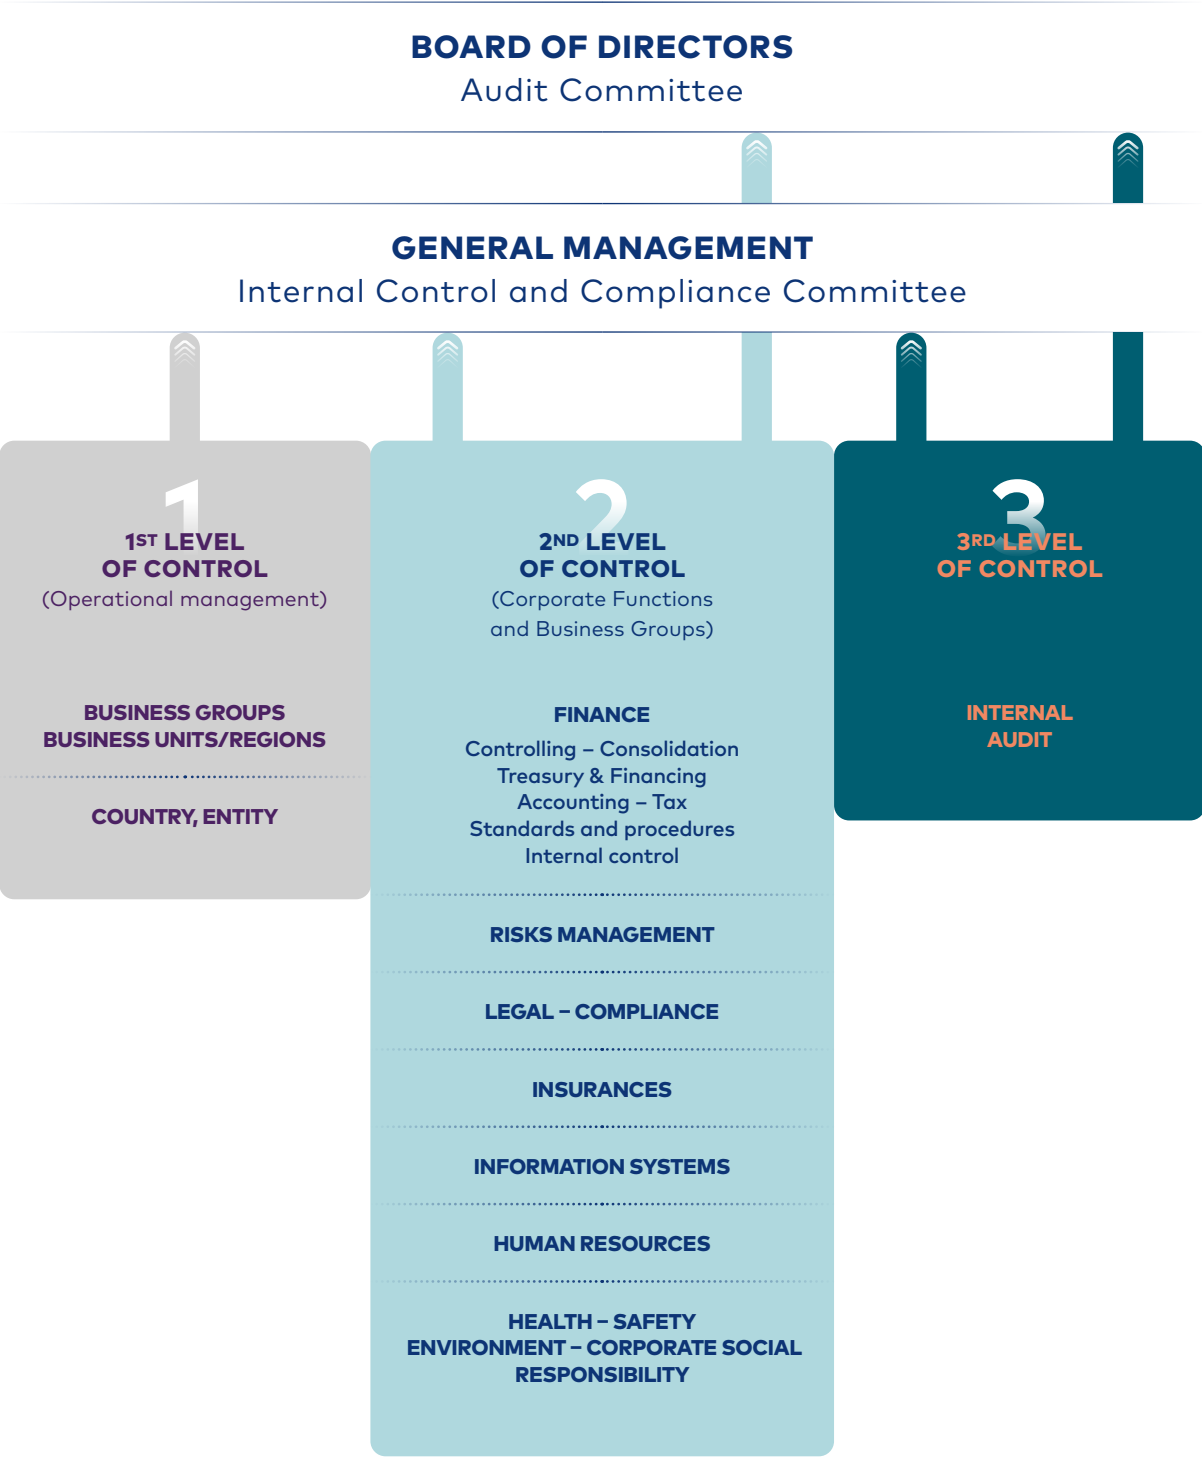 BOARD OF DIRECTORS
Audit Committee
GENERAL MANAGEMENT
Internal Control and Compliance Committee
1
1ST LEVEL
OF CONTROL
(Operational management)
BUSINESS GROUPS
BUSINESS UNITS/REGIONS
COUNTRY, ENTITY
2
2ND LEVEL
OF CONTROL
(Corporate Functions
and Business Groups)
FINANCE
Controlling – Consolidation
Treasury & Financing
Accounting – Tax
Standards and procedures
Internal control
RISKS MANAGEMENT
LEGAL – COMPLIANCE
INSURANCES
INFORMATION SYSTEMS
HUMAN RESOURCES
HEALTH – SAFETY
ENVIRONMENT – CORPORATE SOCIAL
RESPONSIBILITY
3
3RD LEVEL
OF CONTROL
INTERNAL
AUDIT